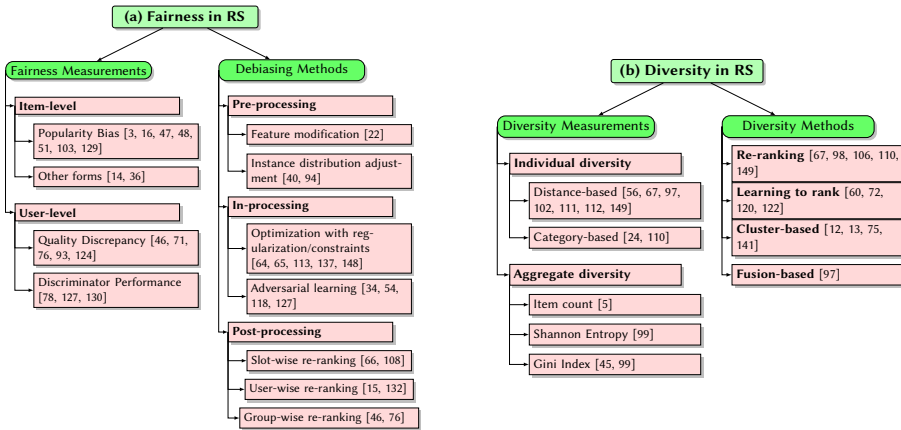 (a) Fairness in RS
Fairness Measurements
Item-level
Popularity Bias [3, 16, 47, 48,
51, 103, 129]
Other forms [14, 36]
User-level
Quality Discrepancy [46, 71,
76, 93, 124]
Discriminator Performance
[78, 127, 130]
Debiasing Methods
Pre-processing
Feature modification [22]
Instance distribution adjust-
ment [40, 94]
In-processing
Optimization with reg-
ularization/constraints
[64, 65, 113, 137, 148]
Adversarial learning [34, 54,
118, 127]
Post-processing
Slot-wise re-ranking [66, 108]
User-wise re-ranking [15, 132]
Group-wise re-ranking [46, 76]
(b) Diversity in RS
Diversity Measurements
Individual diversity
Distance-based [56, 67, 97,
102, 111, 112, 149]
Category-based [24, 110]
Aggregate diversity
Item count [5]
Shannon Entropy [99]
Gini Index [45, 99]
Diversity Methods
Re-ranking [67, 98, 106, 110,
149]
Learning to rank [60, 72,
120, 122]
Cluster-based [12, 13, 75,
141]
Fusion-based [97]